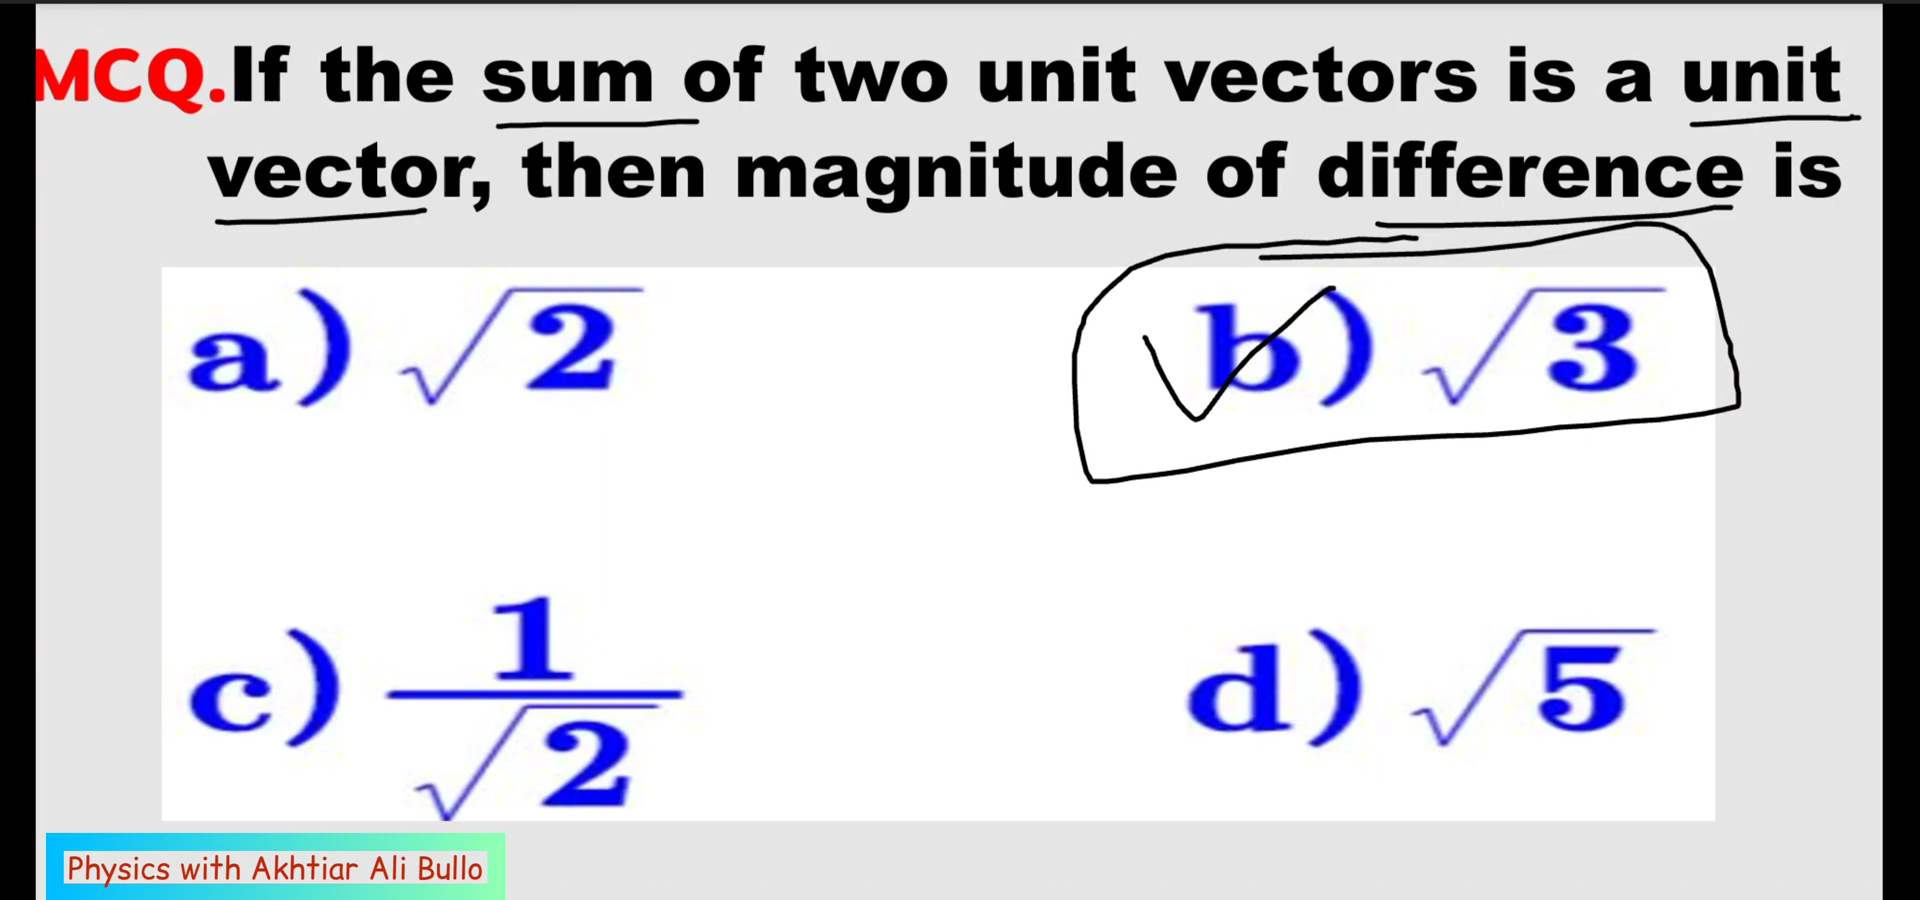 MCQ.If the sum of two unit vectors is a unit
vector, then magnitude of difference is
a) √2
b) √3
c) 1/√2
d) √5
Physics with Akhtiar Ali Bullo